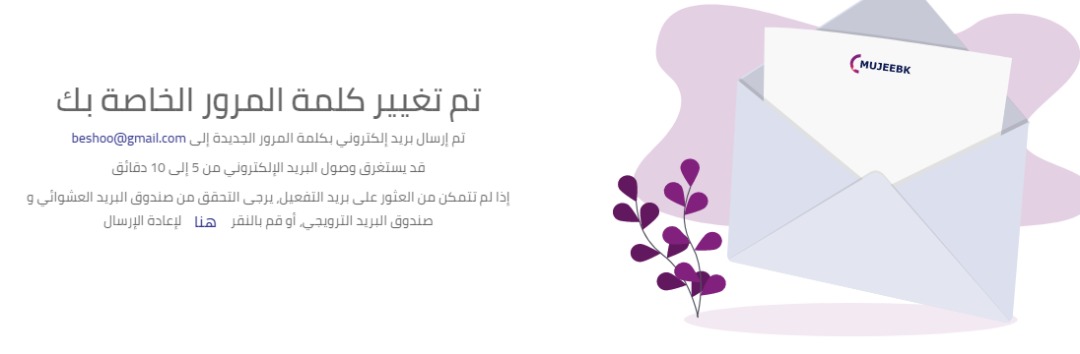 تم تغيير كلمة المرور الخاصة بك
تم إرسال بريد إلكتروني بكلمة المرور الجديدة إلى beshoo@gmail.com
قد يستغرق وصول البريد الإلكتروني من 5 إلى 10 دقائق
إذا لم تتمكن من العثور على بريد التفعيل، يرجى التحقق من صندوق البريد العشوائي و
صندوق البريد الترويجي، أو قم بالنقر هنا لإعادة الإرسال
MUJEEBK